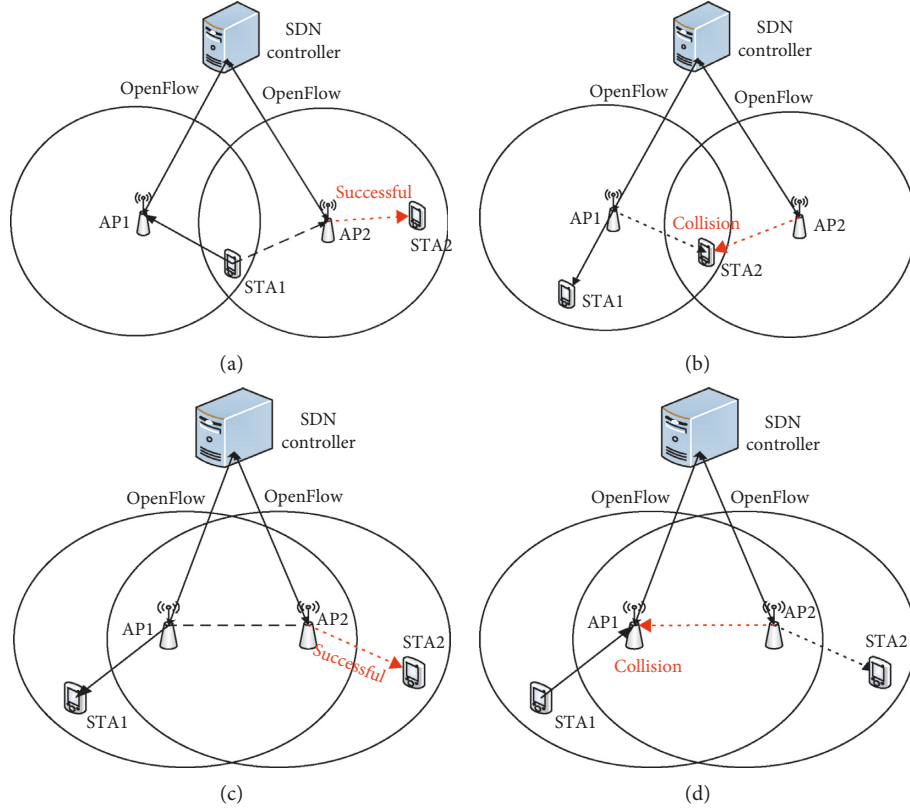 SDN
controller
OpenFlow
OpenFlow
Successful
AP1
AP2
STA2
STA1
(a)
SDN
controller
OpenFlow
OpenFlow
AP1
Collision
AP2
STA2
STA1
(b)
SDN
controller
OpenFlow
OpenFlow
AP1
AP2
STA2
Successful
STA1
(c)
SDN
controller
OpenFlow
OpenFlow
AP1
AP2
STA2
Collision
STA1
(d)